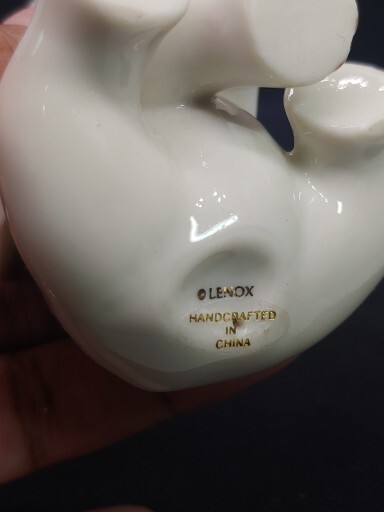 © LENOX
HANDCRAFTED
IN
CHINA